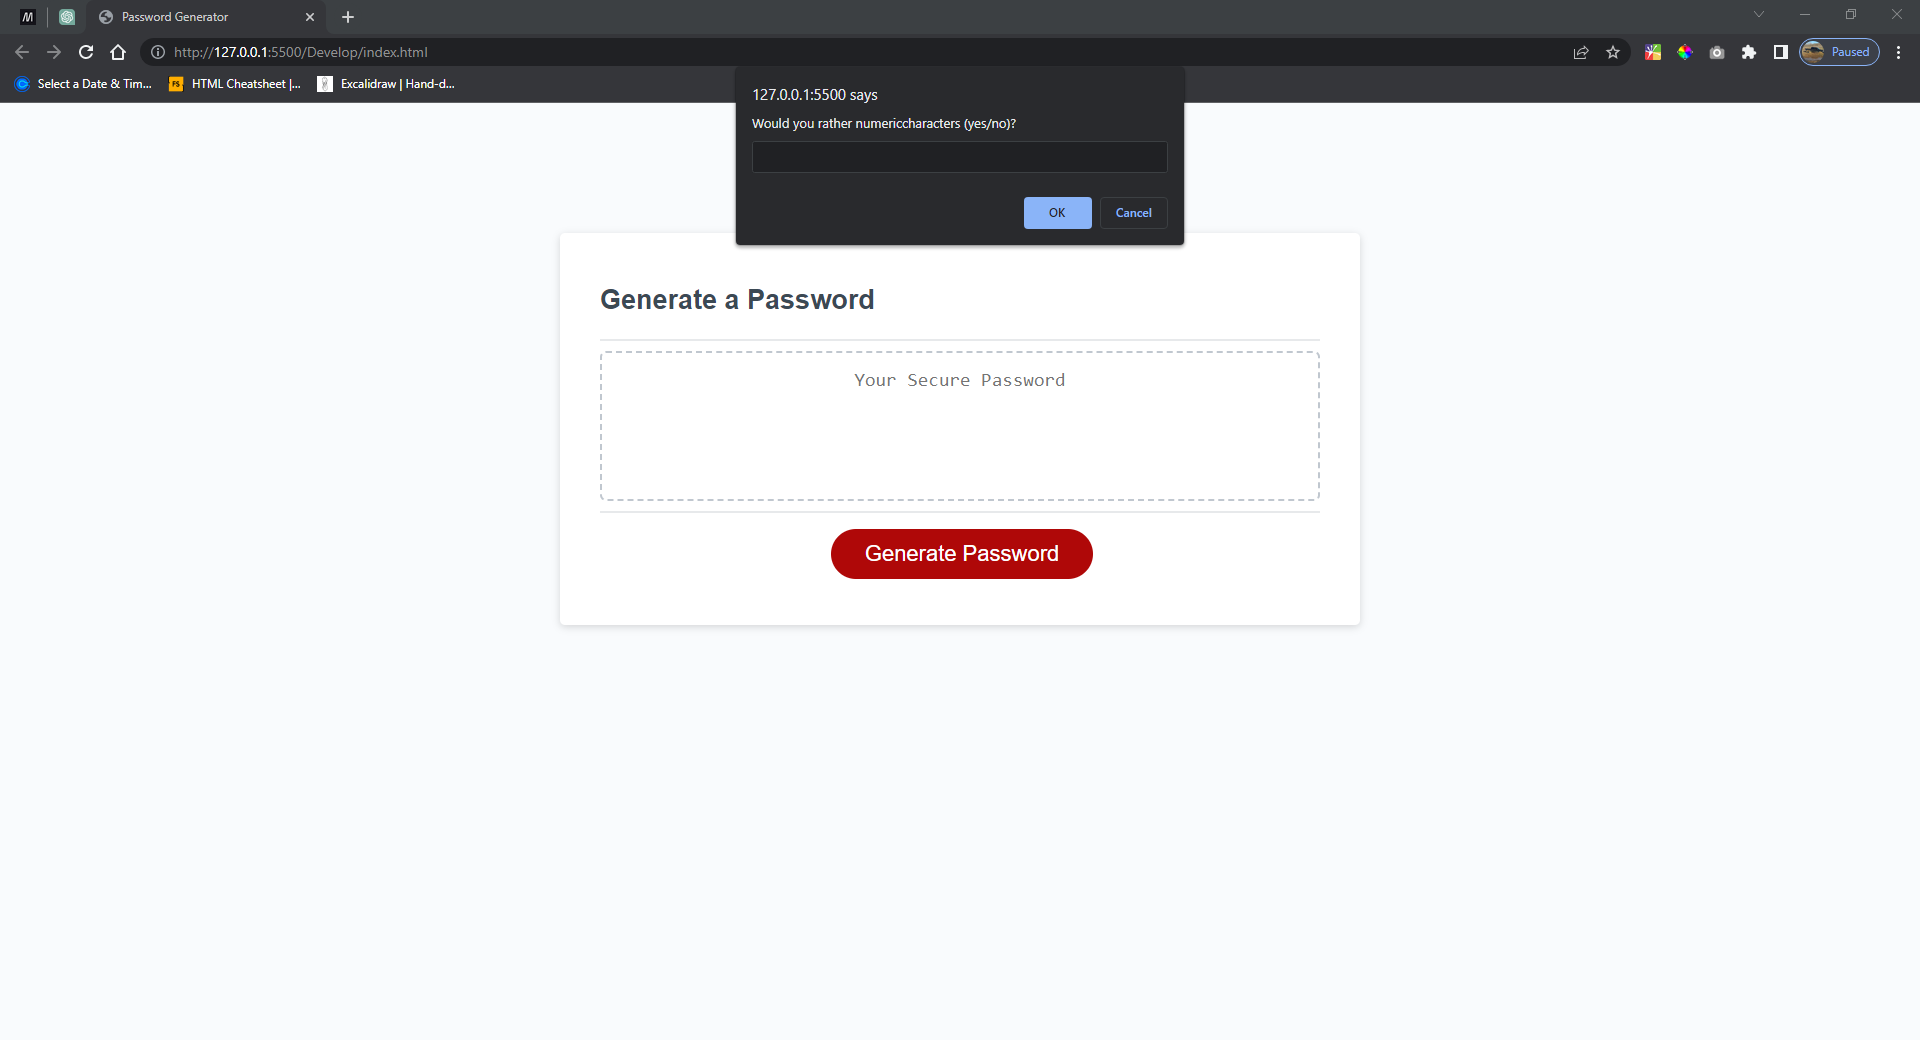 Password Generator
http://127.0.0.1:5500/Develop/index.html
Paused
Select a Date & Tim...
FS
HTML Cheatsheet |...
Excalidraw | Hand-d...
127.0.0.1:5500 says
Would you rather numericcharacters (yes/no)?
OK
Cancel
Generate a Password
Your Secure Password
Generate Password